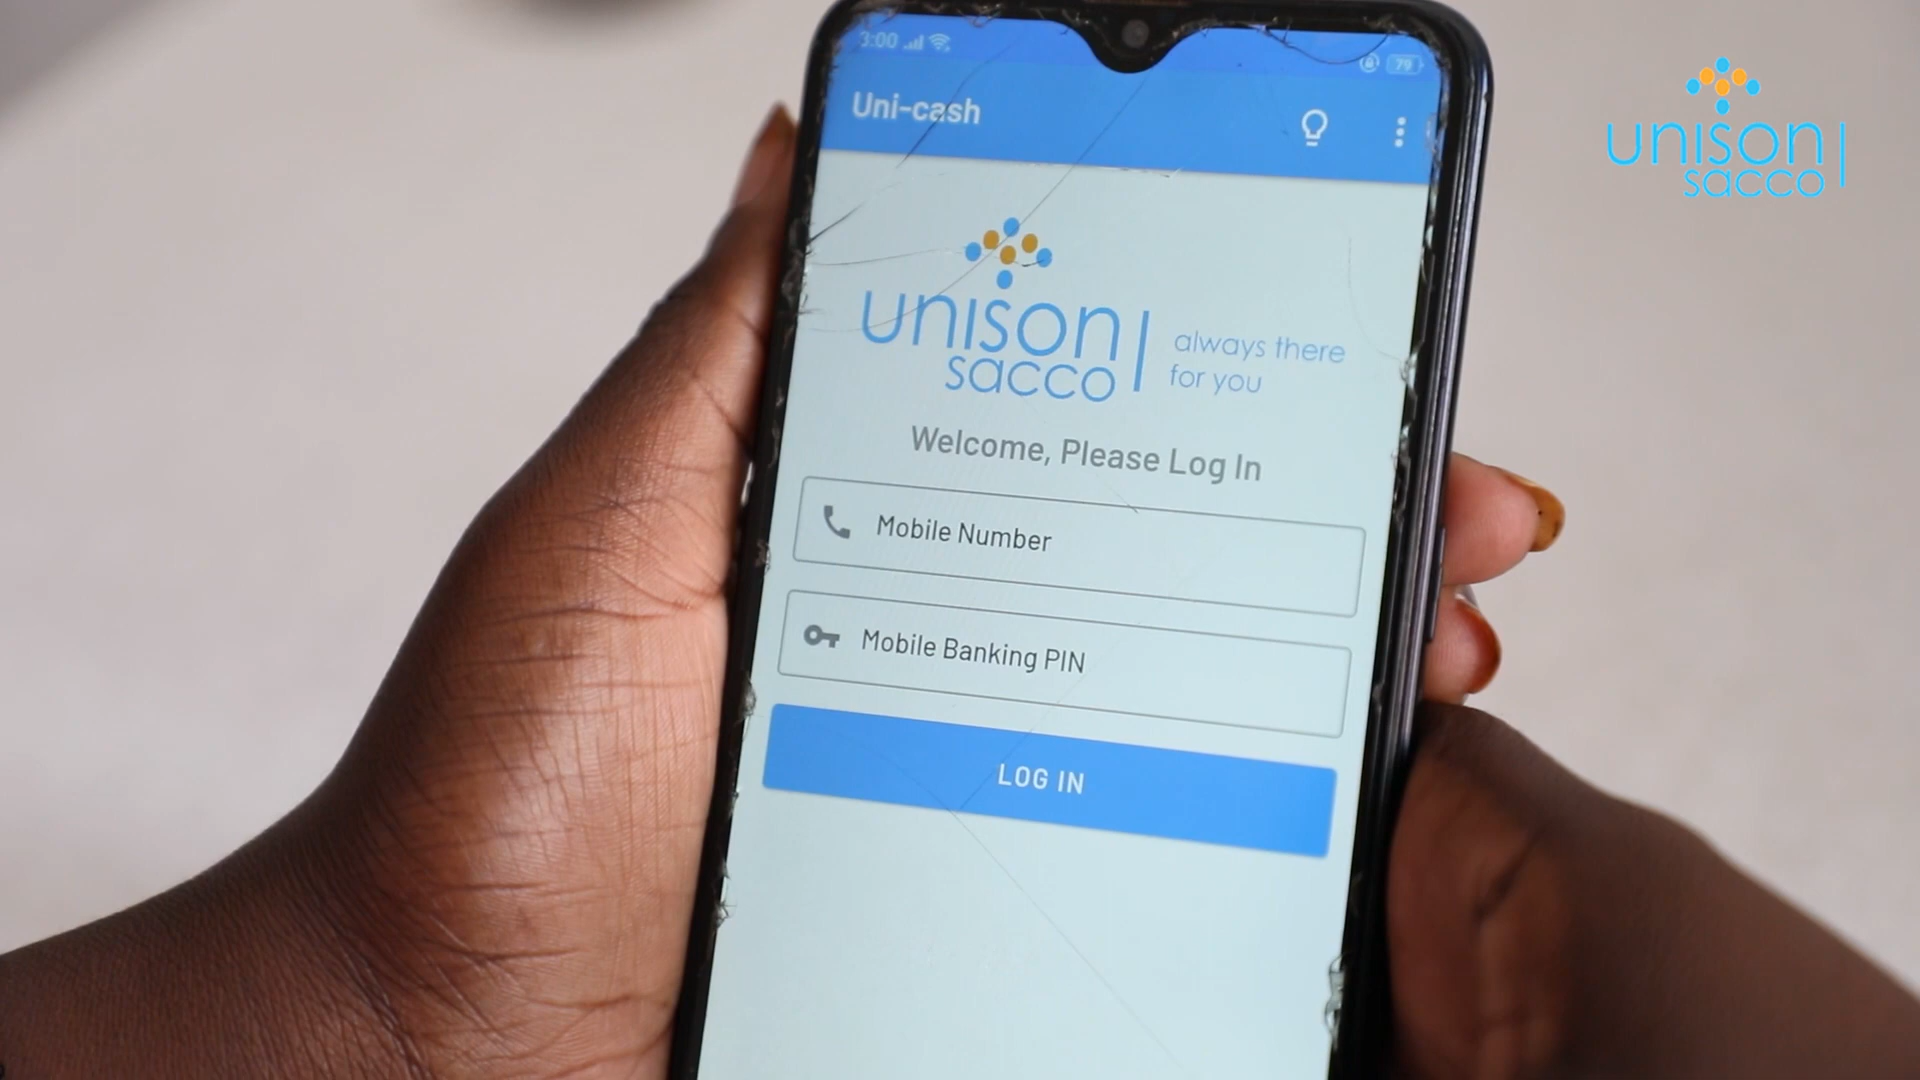 3:00
79
Uni-cash
unison
sacco
always there
for you
Welcome, Please Log In
Mobile Number
Mobile Banking PIN
LOG IN
unison
sacco